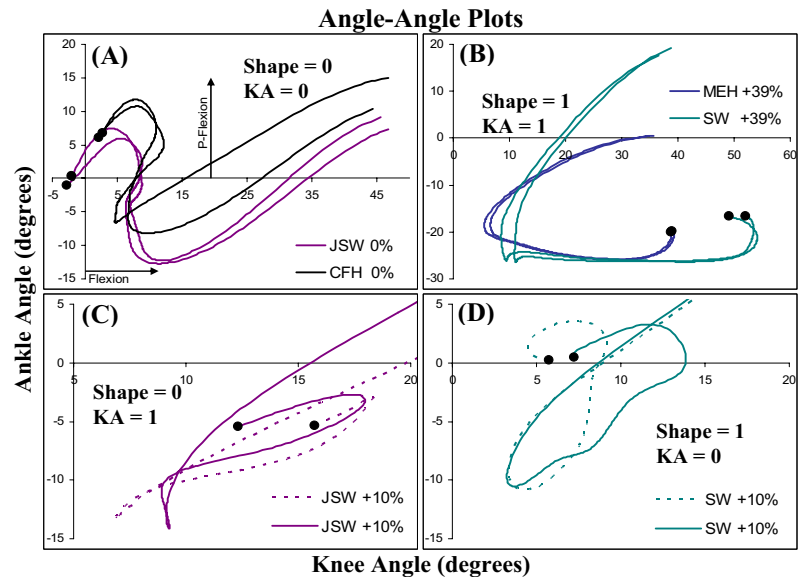 Angle-Angle Plots
Ankle Angle (degrees)
(A)
Shape = 0
KA = 0
P-Flexion
Flexion
20
15
10
5
0
-5
-10
-15
-5 5 15 25 35 45
JSW 0%
CFH 0%
(B)
Shape = 1
KA = 1
20
10
0
-10
-20
-30
0 10 20 30 40 50 60
MEH +39%
SW +39%
(C)
Shape = 0
KA = 1
5
0
-5
-10
-15
5 10 15 20
JSW +10%
JSW +10%
(D)
Shape = 1
KA = 0
5
0
-5
-10
-15
0 5 10 15 20
SW +10%
SW +10%
Knee Angle (degrees)